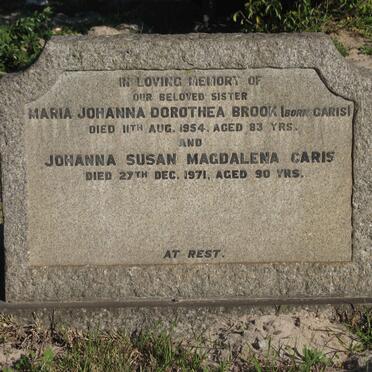 IN LOVING MEMORY OF
OUR BELOVED SISTER
MARIA JOHANNA DOROTHEA BROOK (BORN CARIS)
DIED 11TH AUG. 1954. AGED 83 YRS.
AND
JOHANNA SUSAN MAGDALENA CARIS
DIED 27TH DEC. 1971, AGED 90 YRS.
AT REST.